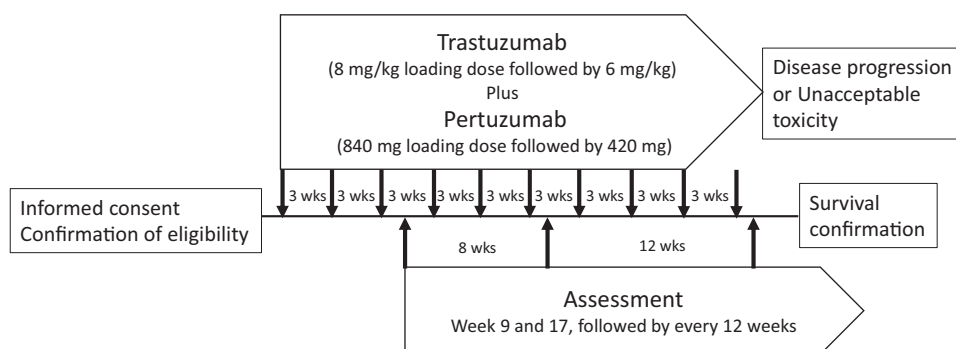 Trastuzumab
(8 mg/kg loading dose followed by 6 mg/kg)
Plus
Pertuzumab
(840 mg loading dose followed by 420 mg)
Disease progression
or Unacceptable
toxicity
3 wks 3 wks 3 wks 3 wks 3 wks 3 wks 3 wks 3 wks 3 wks
Informed consent
Confirmation of eligibility
Survival
confirmation
8 wks 12 wks
Assessment
Week 9 and 17, followed by every 12 weeks